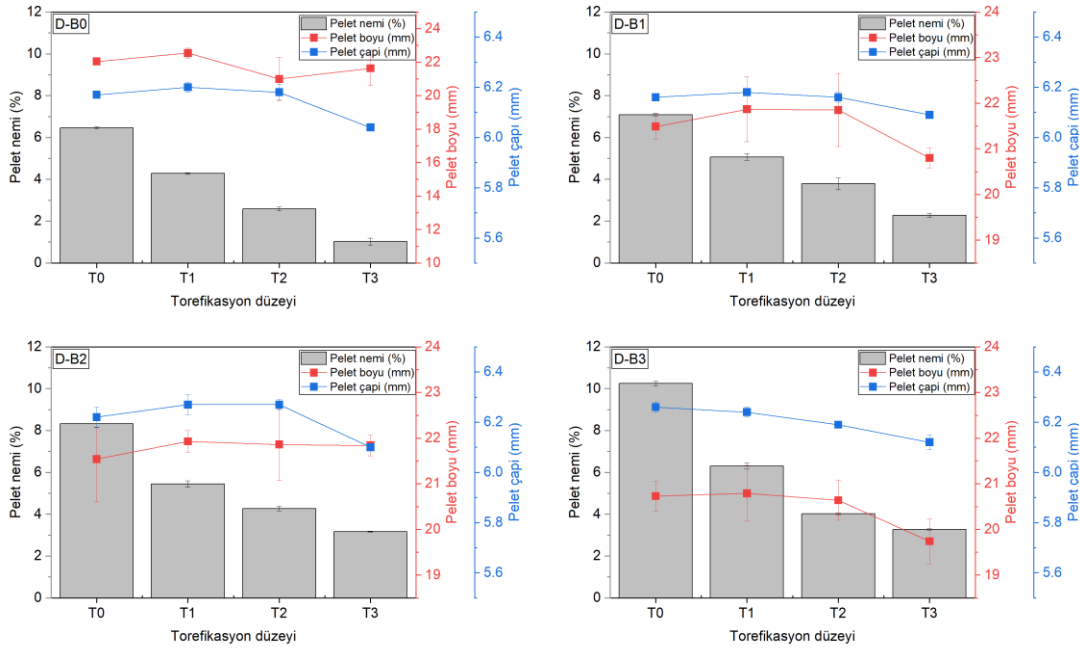 D-B0
Pelet nemi (%)
Pelet boyu (mm)
Pelet çapi (mm)
12
10
8
6
4
2
0
Pelet nemi (%)
24
22
20
18
16
14
12
11
10
Pelet boyu (mm)
6.4
6.2
6.0
5.8
5.6
Pelet çapı (mm)
T0 T1 T2 T3
Torefikasyon düzeyi
D-B1
Pelet nemi (%)
Pelet boyu (mm)
Pelet çapi (mm)
12
10
8
6
4
2
0
Pelet nemi (%)
24
23
22
21
20
19
Pelet boyu (mm)
6.4
6.2
6.0
5.8
5.6
Pelet çapı (mm)
T0 T1 T2 T3
Torefikasyon düzeyi
D-B2
Pelet nemi (%)
Pelet boyu (mm)
Pelet çapi (mm)
12
10
8
6
4
2
0
Pelet nemi (%)
24
23
22
21
20
19
Pelet boyu (mm)
6.4
6.2
6.0
5.8
5.6
Pelet çapı (mm)
T0 T1 T2 T3
Torefikasyon düzeyi
D-B3
Pelet nemi (%)
Pelet boyu (mm)
Pelet çapi (mm)
12
10
8
6
4
2
0
Pelet nemi (%)
24
23
22
21
20
19
Pelet boyu (mm)
6.4
6.2
6.0
5.8
5.6
Pelet çapı (mm)
T0 T1 T2 T3
Torefikasyon düzeyi